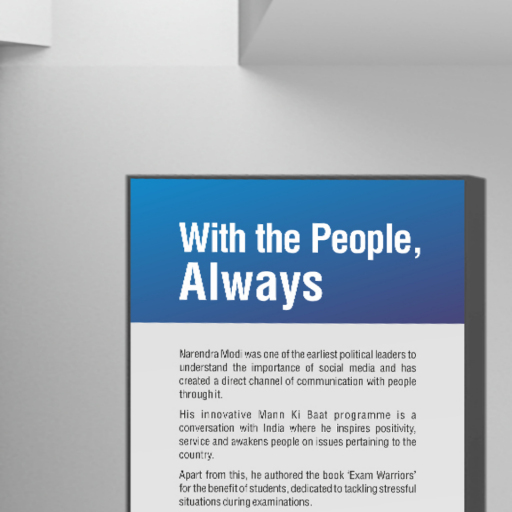 With the People,
Always
Narendra Modi was one of the earliest political leaders to
understand the importance of social media and has
created a direct channel of communication with people
through it.
His innovative Mann Ki Baat programme is a
conversation with India where he inspires positivity,
service and awakens people on issues pertaining to the
country.
Apart from this, he authored the book ‘Exam Warriors’
for the benefit of students, dedicated to tackling stressful
situations during examinations.